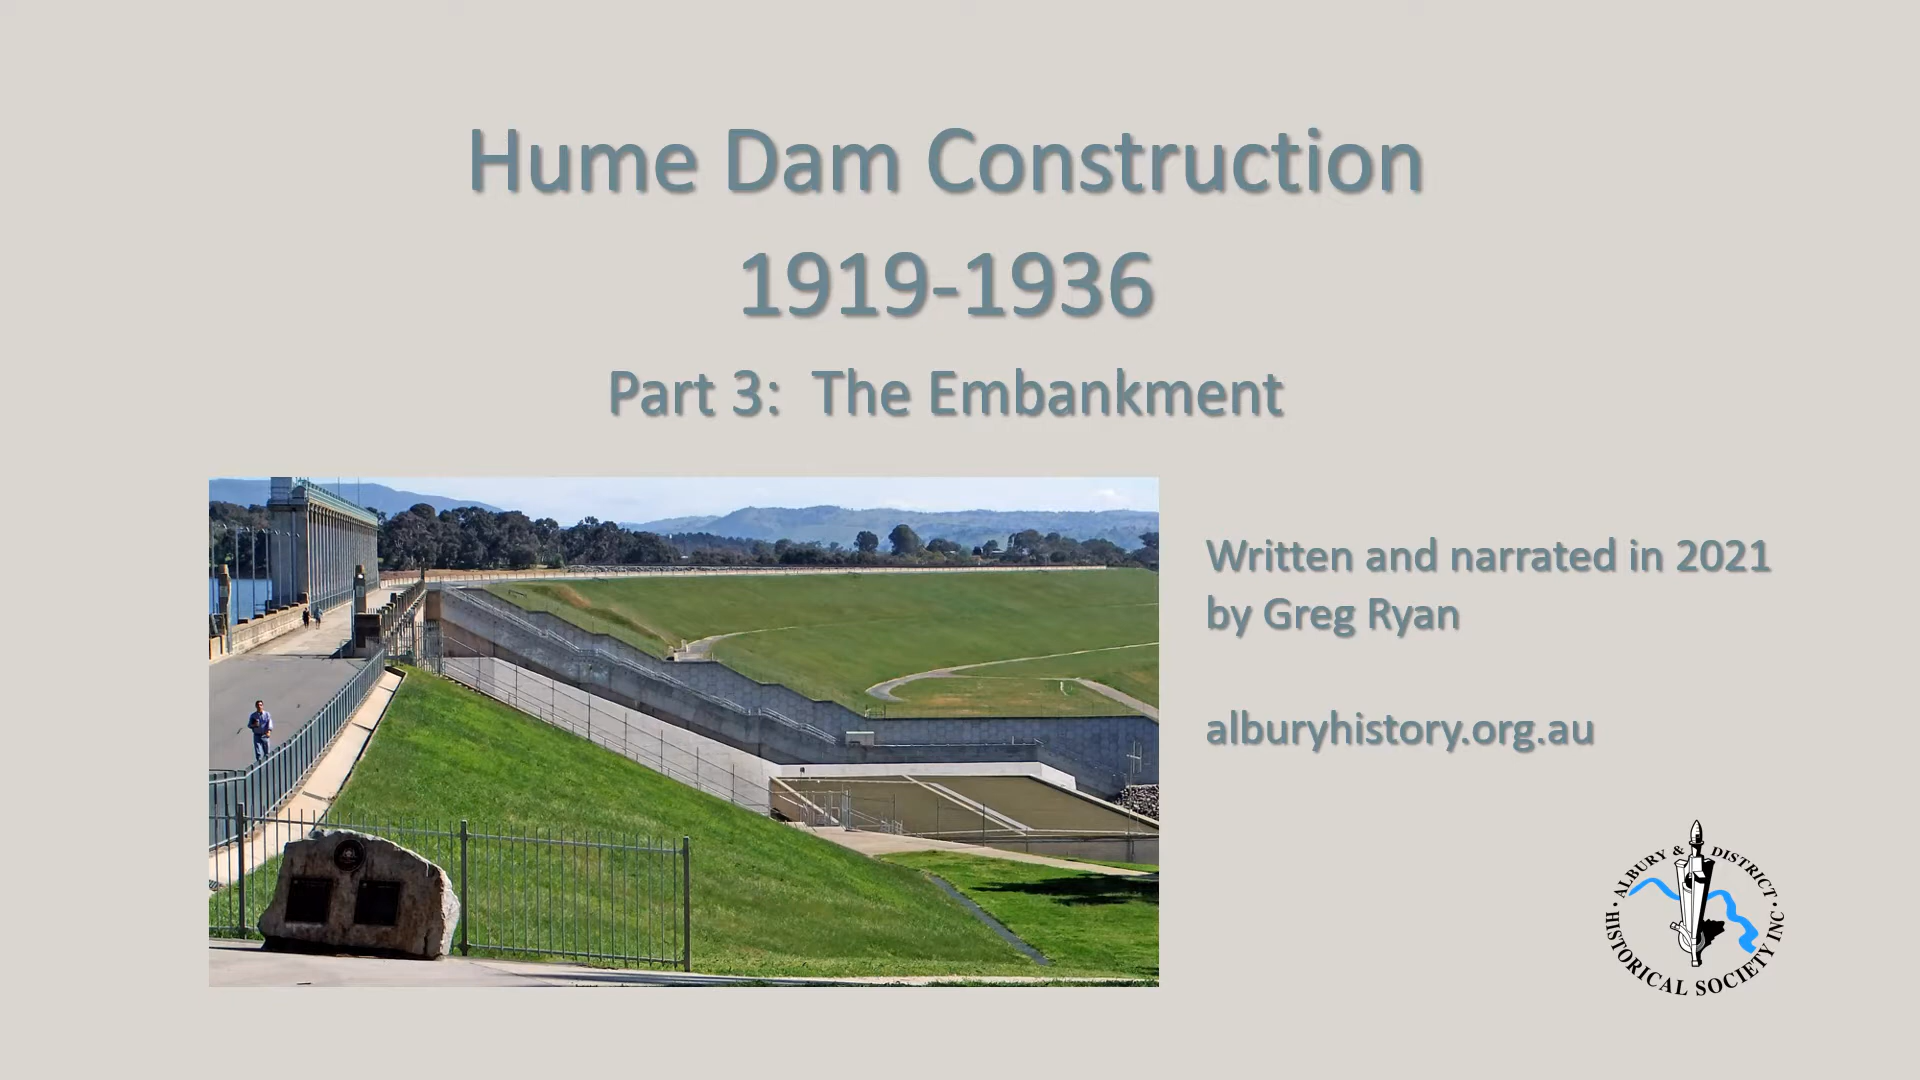 Hume Dam Construction
1919-1936
Part 3: The Embankment
Written and narrated in 2021
by Greg Ryan
alburyhistory.org.au
ALBURY & DISTRICT
HISTORICAL SOCIETY INC